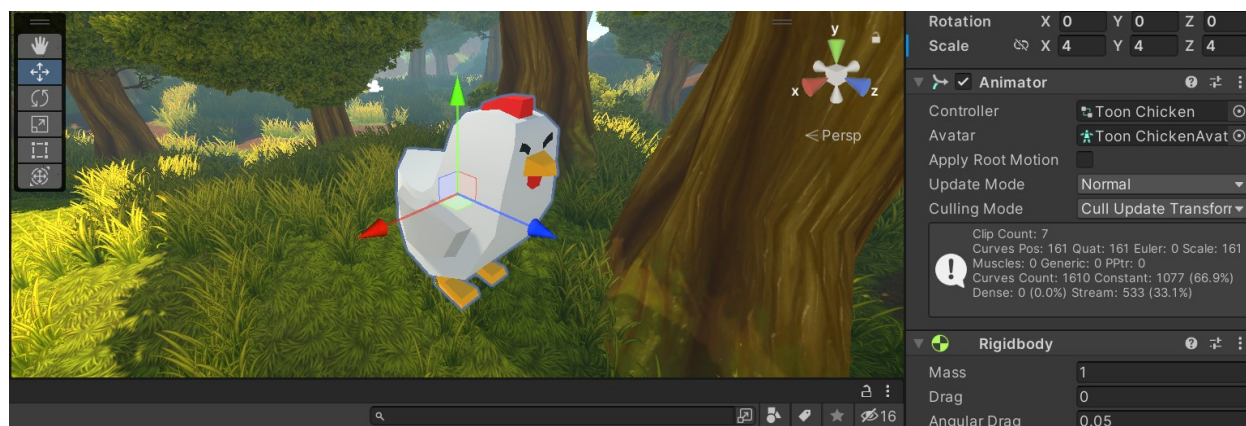 y
x
z
Persp
16
Rotation X 0 Y 0 Z 0
Scale X 4 Y 4 Z 4
Animator
Controller Toon Chicken
Avatar Toon ChickenAvat
Apply Root Motion
Update Mode Normal
Culling Mode Cull Update Transforr
Clip Count: 7
Curves Pos: 161 Quat: 161 Euler: 0 Scale: 161
Muscles: 0 Generic: 0 PPtr: 0
Curves Count: 1610 Constant: 1077 (66.9%)
Dense: 0 (0.0%) Stream: 533 (33.1%)
Rigidbody
Mass 1
Drag 0
Angular Drag 0.05